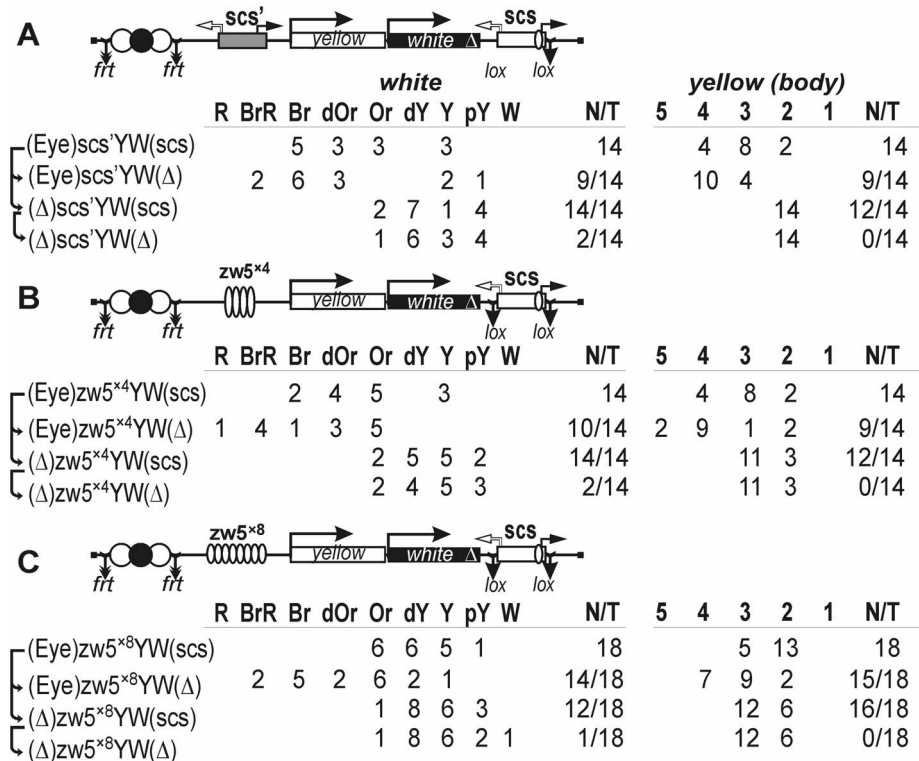 A scs’ scs
yellow white Δ
frt frt lox lox
white yellow (body)
R BrR Br dOr Or dY Y pY W N/T 5 4 3 2 1 N/T
(Eye)scs’YW(scs) 5 3 3 3 14 4 8 2 14
(Eye)scs’YW(Δ) 2 6 3 2 1 9/14 10 4 9/14
(Δ)scs’YW(scs) 2 7 1 4 14/14 14 12/14
(Δ)scs’YW(Δ) 1 6 3 4 2/14 14 0/14
B zw5×4 scs
yellow white Δ
frt frt lox lox
R BrR Br dOr Or dY Y pY W N/T 5 4 3 2 1 N/T
(Eye)zw5×4YW(scs) 2 4 5 3 14 4 8 2 14
(Eye)zw5×4YW(Δ) 1 4 1 3 5 10/14 2 9 1 2 9/14
(Δ)zw5×4YW(scs) 2 5 5 2 14/14 11 3 12/14
(Δ)zw5×4YW(Δ) 2 4 5 3 2/14 11 3 0/14
C zw5×8 scs
yellow white Δ
frt frt lox lox
R BrR Br dOr Or dY Y pY W N/T 5 4 3 2 1 N/T
(Eye)zw5×8YW(scs) 6 6 5 1 18 5 13 18
(Eye)zw5×8YW(Δ) 2 5 2 6 2 1 14/18 7 9 2 15/18
(Δ)zw5×8YW(scs) 1 8 6 3 12/18 12 6 16/18
(Δ)zw5×8YW(Δ) 1 8 6 2 1 1/18 12 6 0/18